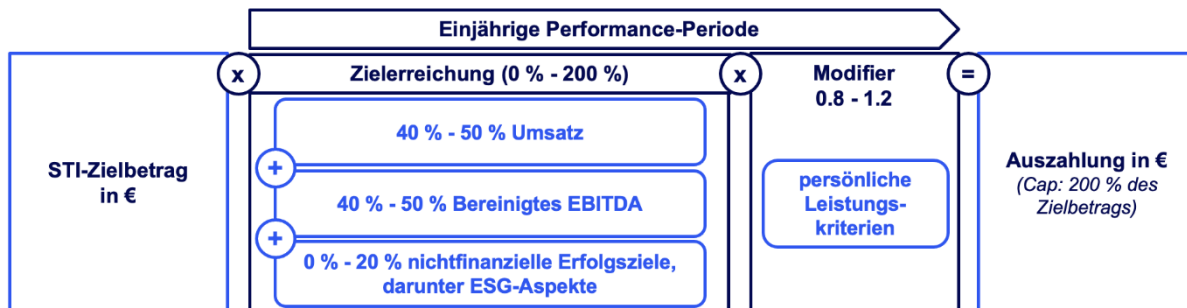 Einjährige Performance-Periode
STI-Zielbetrag
in €
x
Zielerreichung (0 % - 200 %)
40 % - 50 % Umsatz
+
40 % - 50 % Bereinigtes EBITDA
+
0 % - 20 % nichtfinanzielle Erfolgsziele,
darunter ESG-Aspekte
x
Modifier
0.8 - 1.2
persönliche
Leistungs-
kriterien
=
Auszahlung in €
(Cap: 200 % des
Zielbetrags)